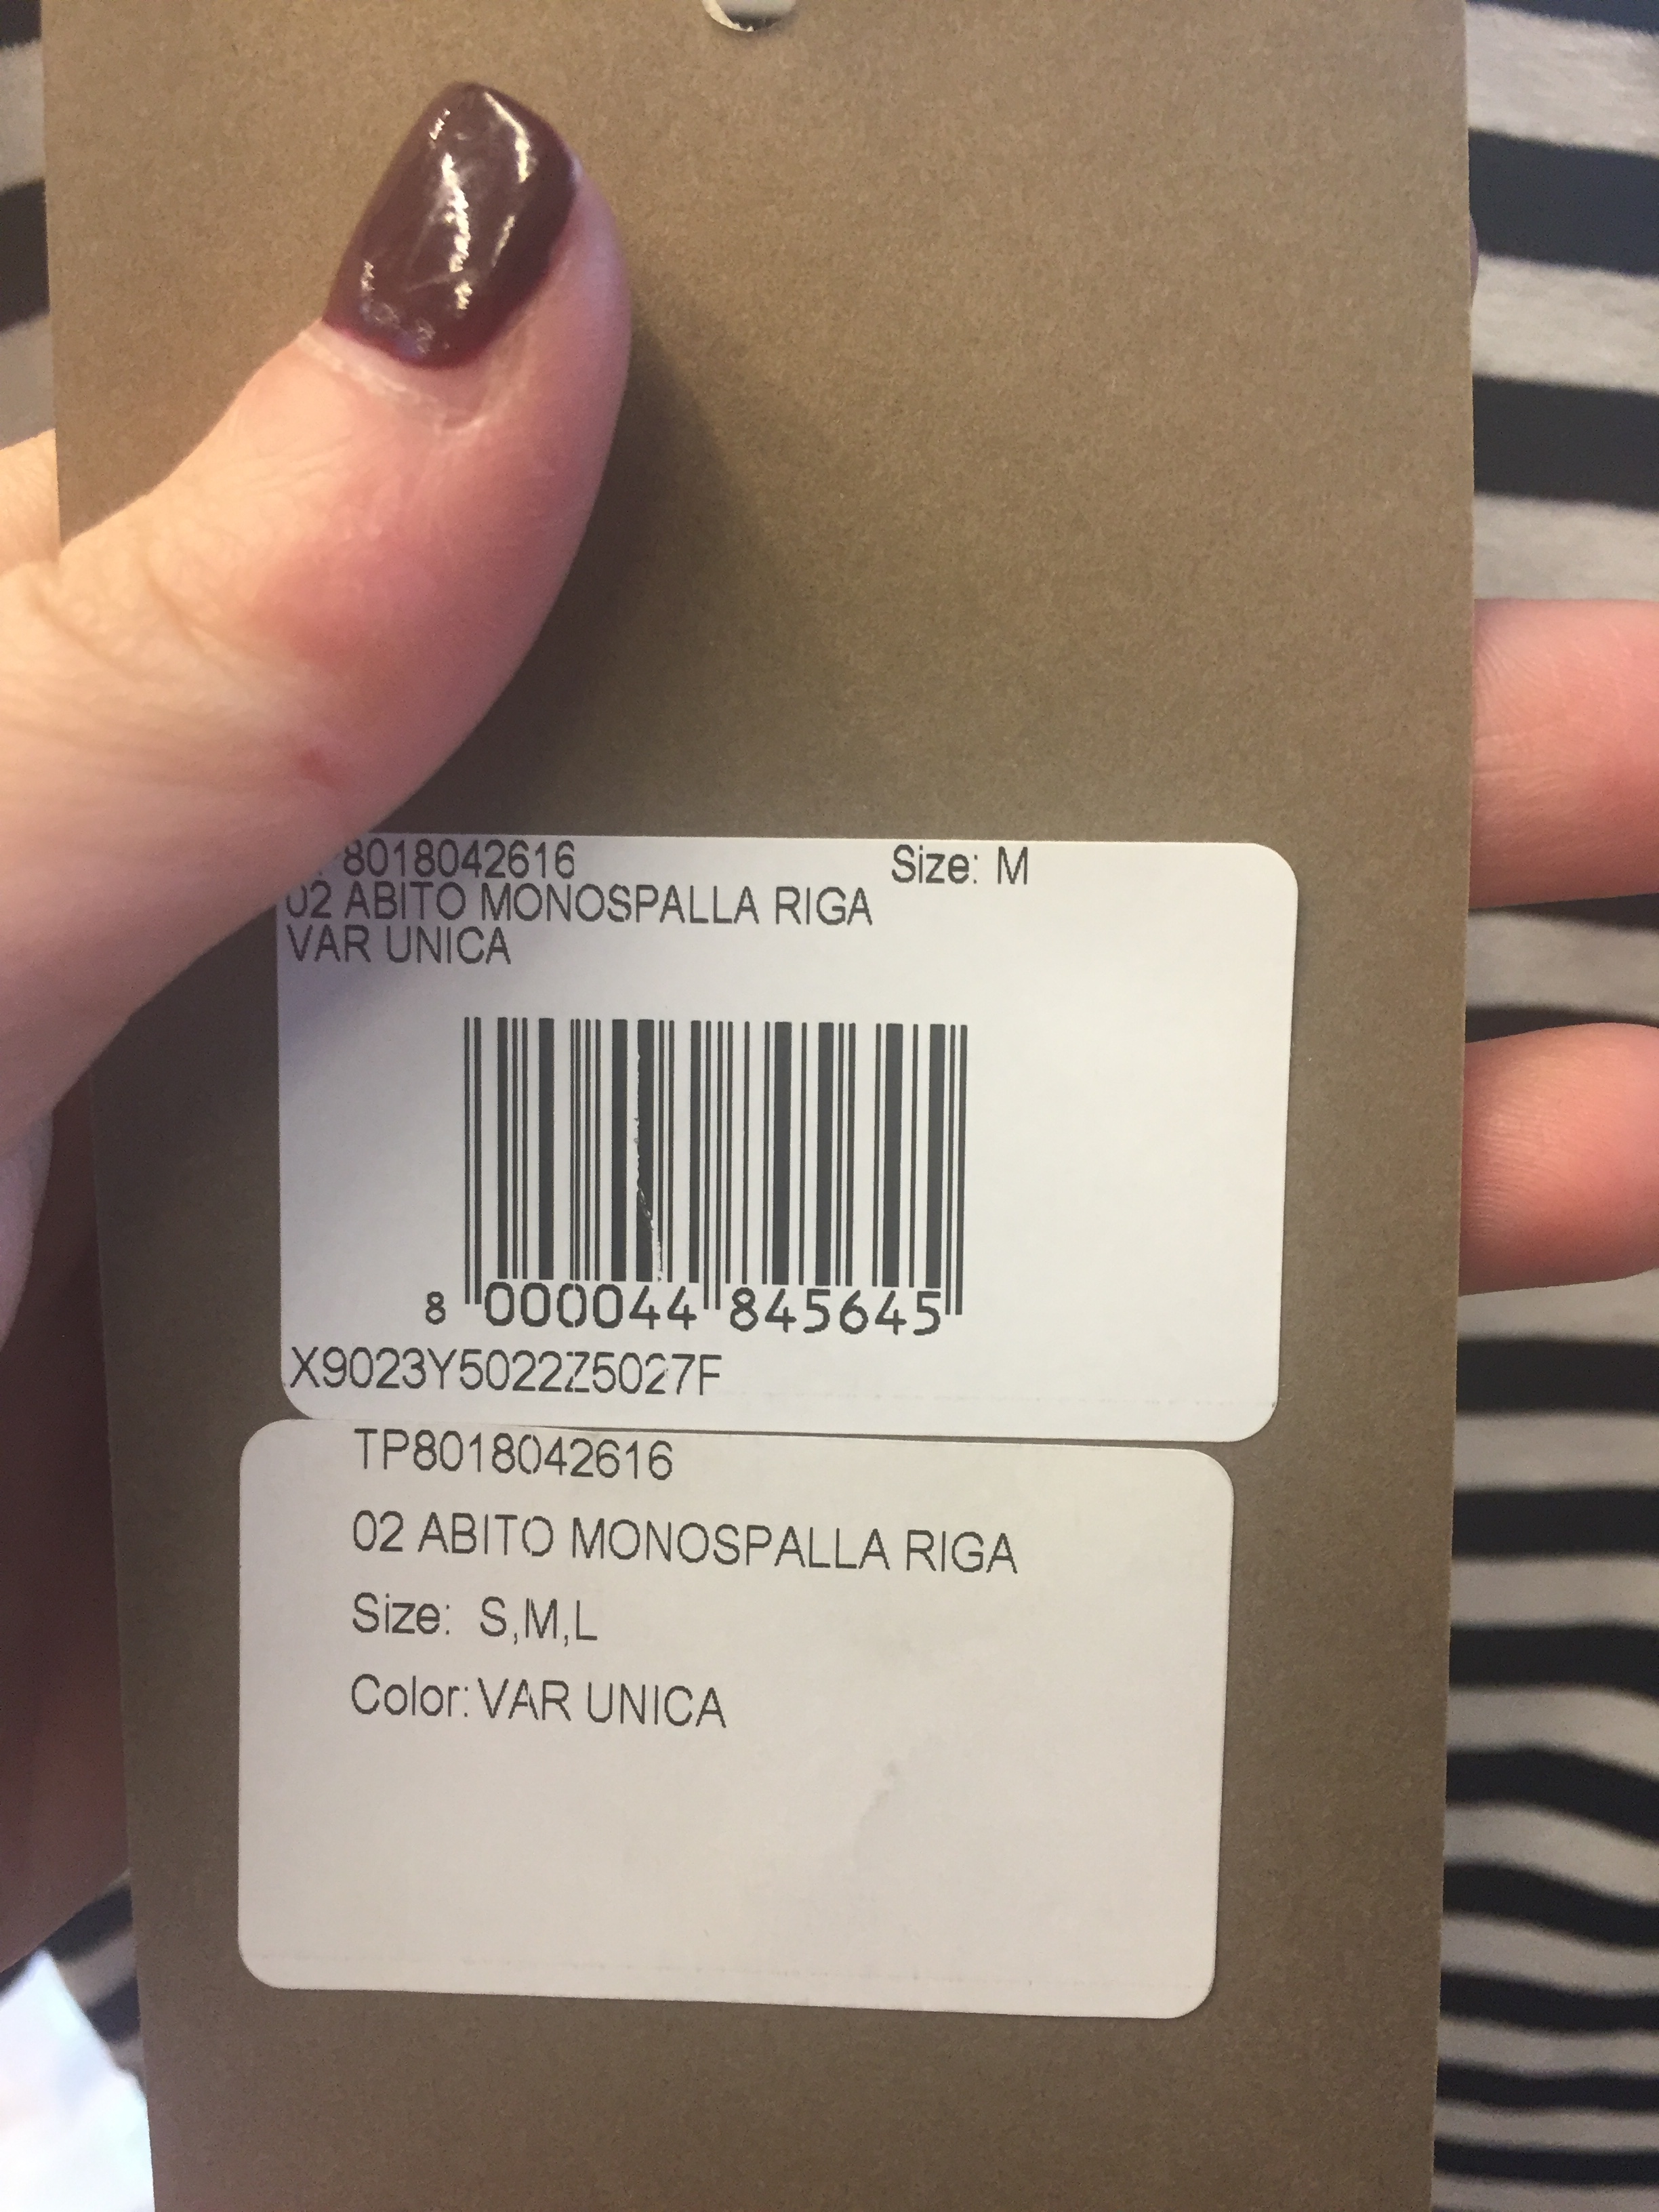 8018042616 Size: M
02 ABITO MONOSPALLA RIGA
VAR UNICA
8 000044 845645
X9023Y5022Z5027F
TP8018042616
02 ABITO MONOSPALLA RIGA
Size: S,M,L
Color: VAR UNICA